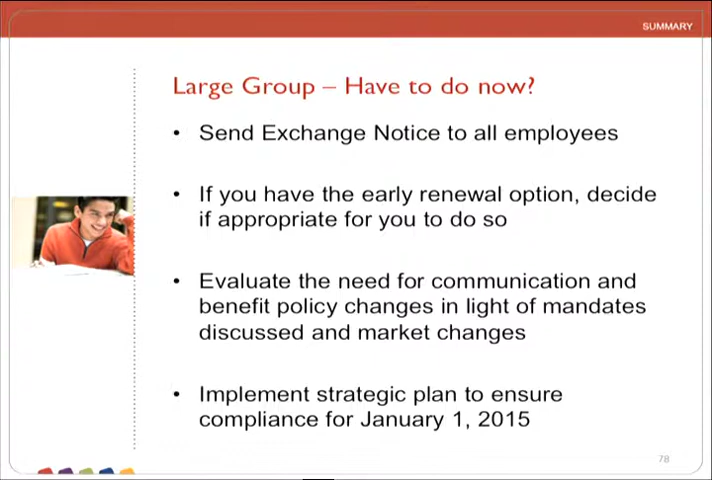 SUMMARY
Large Group – Have to do now?
• Send Exchange Notice to all employees
• If you have the early renewal option, decide
if appropriate for you to do so
• Evaluate the need for communication and
benefit policy changes in light of mandates
discussed and market changes
• Implement strategic plan to ensure
compliance for January 1, 2015
78